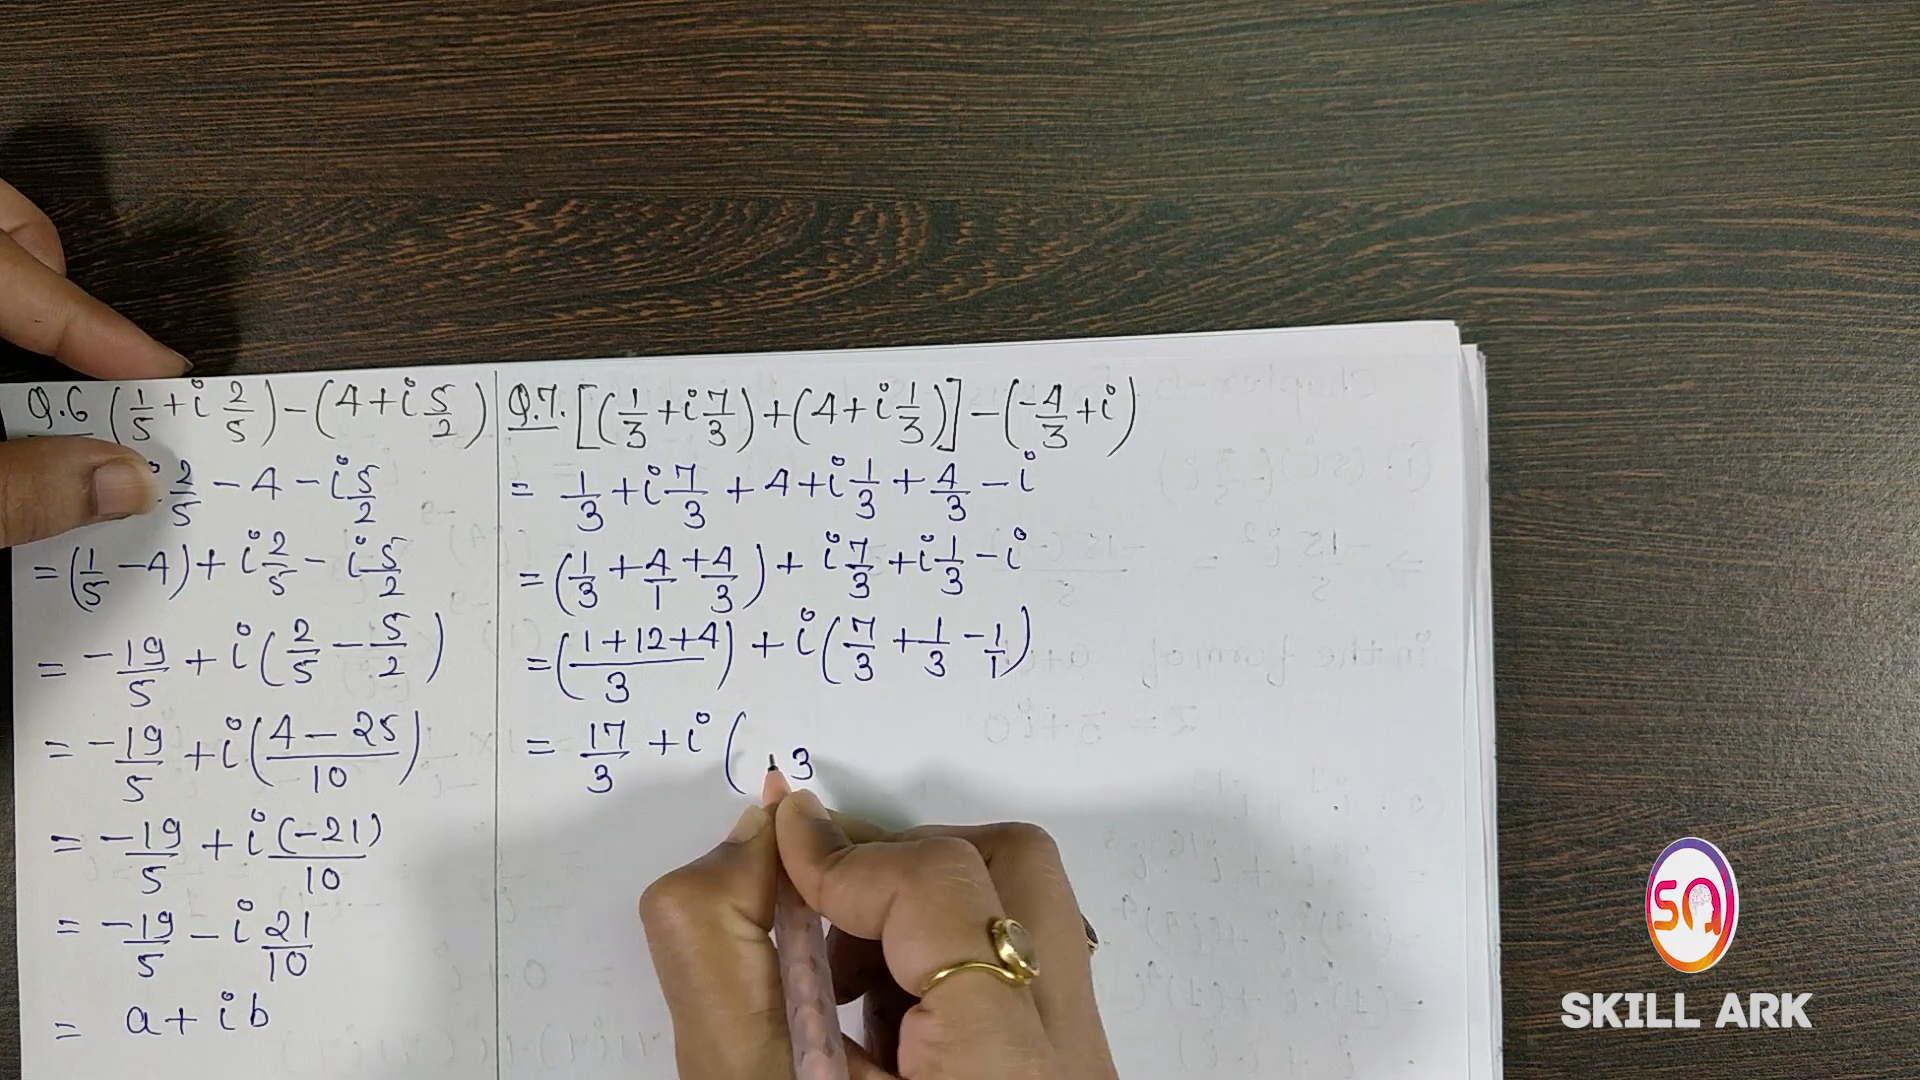 Q.6 (1/5 + i 2/5) - (4 + i 5/2)
2/5 - 4 - i 5/2
= (1/5 - 4) + i 2/5 - i 5/2
= -19/5 + i (2/5 - 5/2)
= -19/5 + i ((4 - 25)/10)
= -19/5 + i (-21)/10
= -19/5 - i 21/10
= a + i b
Q.7. [(1/3 + i 7/3) + (4 + i 1/3)] - (-4/3 + i)
= 1/3 + i 7/3 + 4 + i 1/3 + 4/3 - i
= (1/3 + 4/1 + 4/3) + i 7/3 + i 1/3 - i
= ((1 + 12 + 4)/3) + i (7/3 + 1/3 - 1/1)
= 17/3 + i ( 3
SA
SKILL ARK